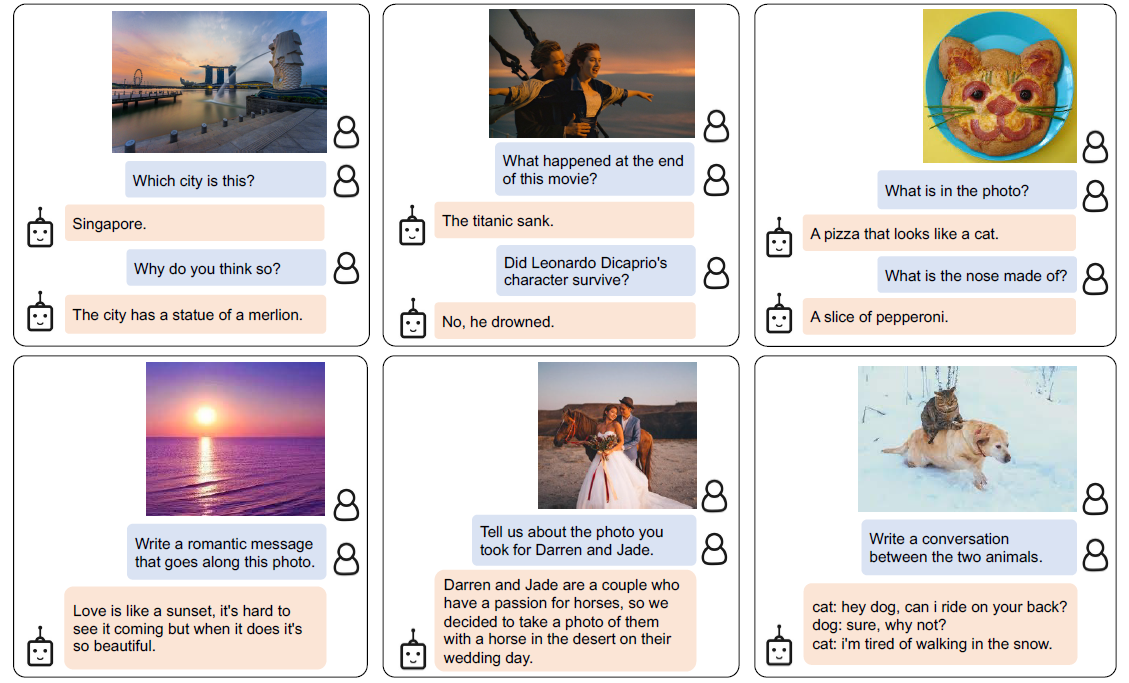 Which city is this?
Singapore.
Why do you think so?
The city has a statue of a merlion.
What happened at the end
of this movie?
The titanic sank.
Did Leonardo Dicaprio's
character survive?
No, he drowned.
What is in the photo?
A pizza that looks like a cat.
What is the nose made of?
A slice of pepperoni.
Write a romantic message
that goes along this photo.
Love is like a sunset, it's hard to
see it coming but when it does it's
so beautiful.
Tell us about the photo you
took for Darren and Jade.
Darren and Jade are a couple who
have a passion for horses, so we
decided to take a photo of them
with a horse in the desert on their
wedding day.
Write a conversation
between the two animals.
cat: hey dog, can i ride on your back?
dog: sure, why not?
cat: i'm tired of walking in the snow.